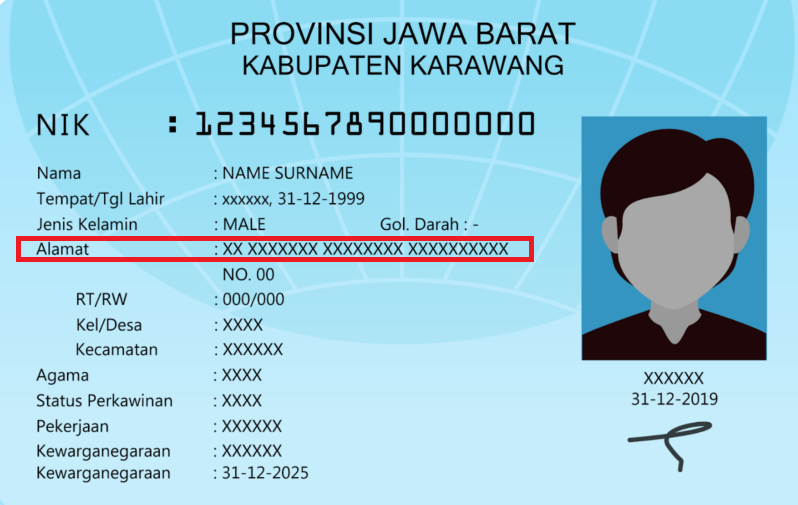 PROVINSI JAWA BARAT
KABUPATEN KARAWANG
NIK : 1234567890000000
Nama : NAME SURNAME
Tempat/Tgl Lahir : xxxxxx, 31-12-1999
Jenis Kelamin : MALE Gol. Darah : -
Alamat : XX XXXXXXX XXXXXXXX XXXXXXXXXX
NO. 00
RT/RW : 000/000
Kel/Desa : XXXX
Kecamatan : XXXXXX
Agama : XXXX
Status Perkawinan : XXXX
Pekerjaan : XXXXXX
Kewarganegaraan : XXXXXX
Kewarganegaraan : 31-12-2025
XXXXXX
31-12-2019